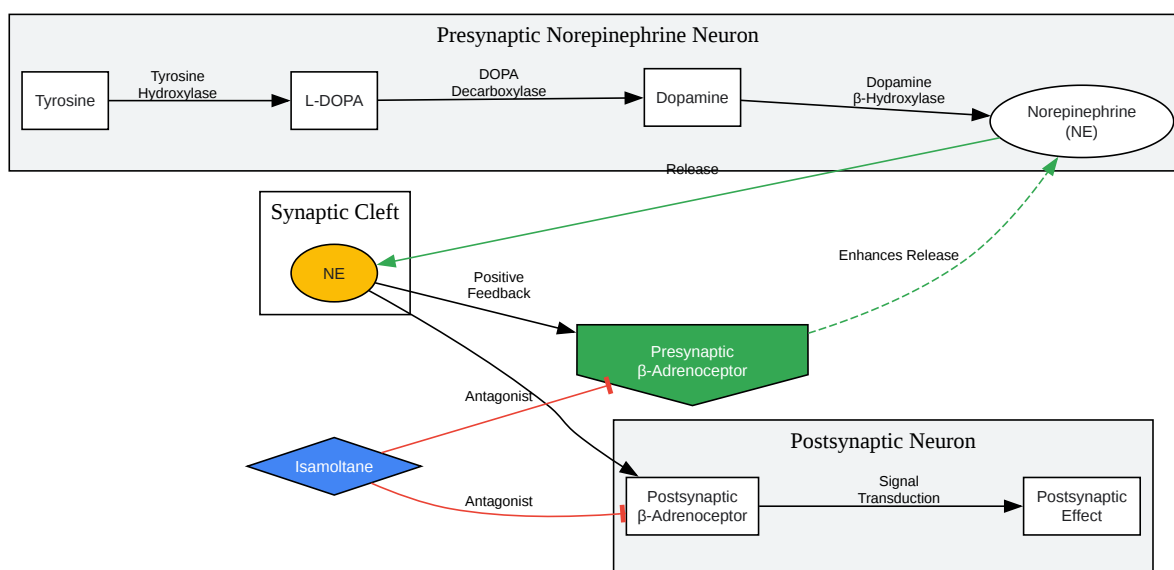 Presynaptic Norepinephrine Neuron
Tyrosine
Tyrosine
Hydroxylase
L-DOPA
DOPA
Decarboxylase
Dopamine
Dopamine
β-Hydroxylase
Norepinephrine
(NE)
Release
Synaptic Cleft
NE
Positive
Feedback
Enhances Release
Presynaptic
β-Adrenoceptor
Antagonist
Isamoltane
Antagonist
Postsynaptic Neuron
Postsynaptic
β-Adrenoceptor
Signal
Transduction
Postsynaptic
Effect